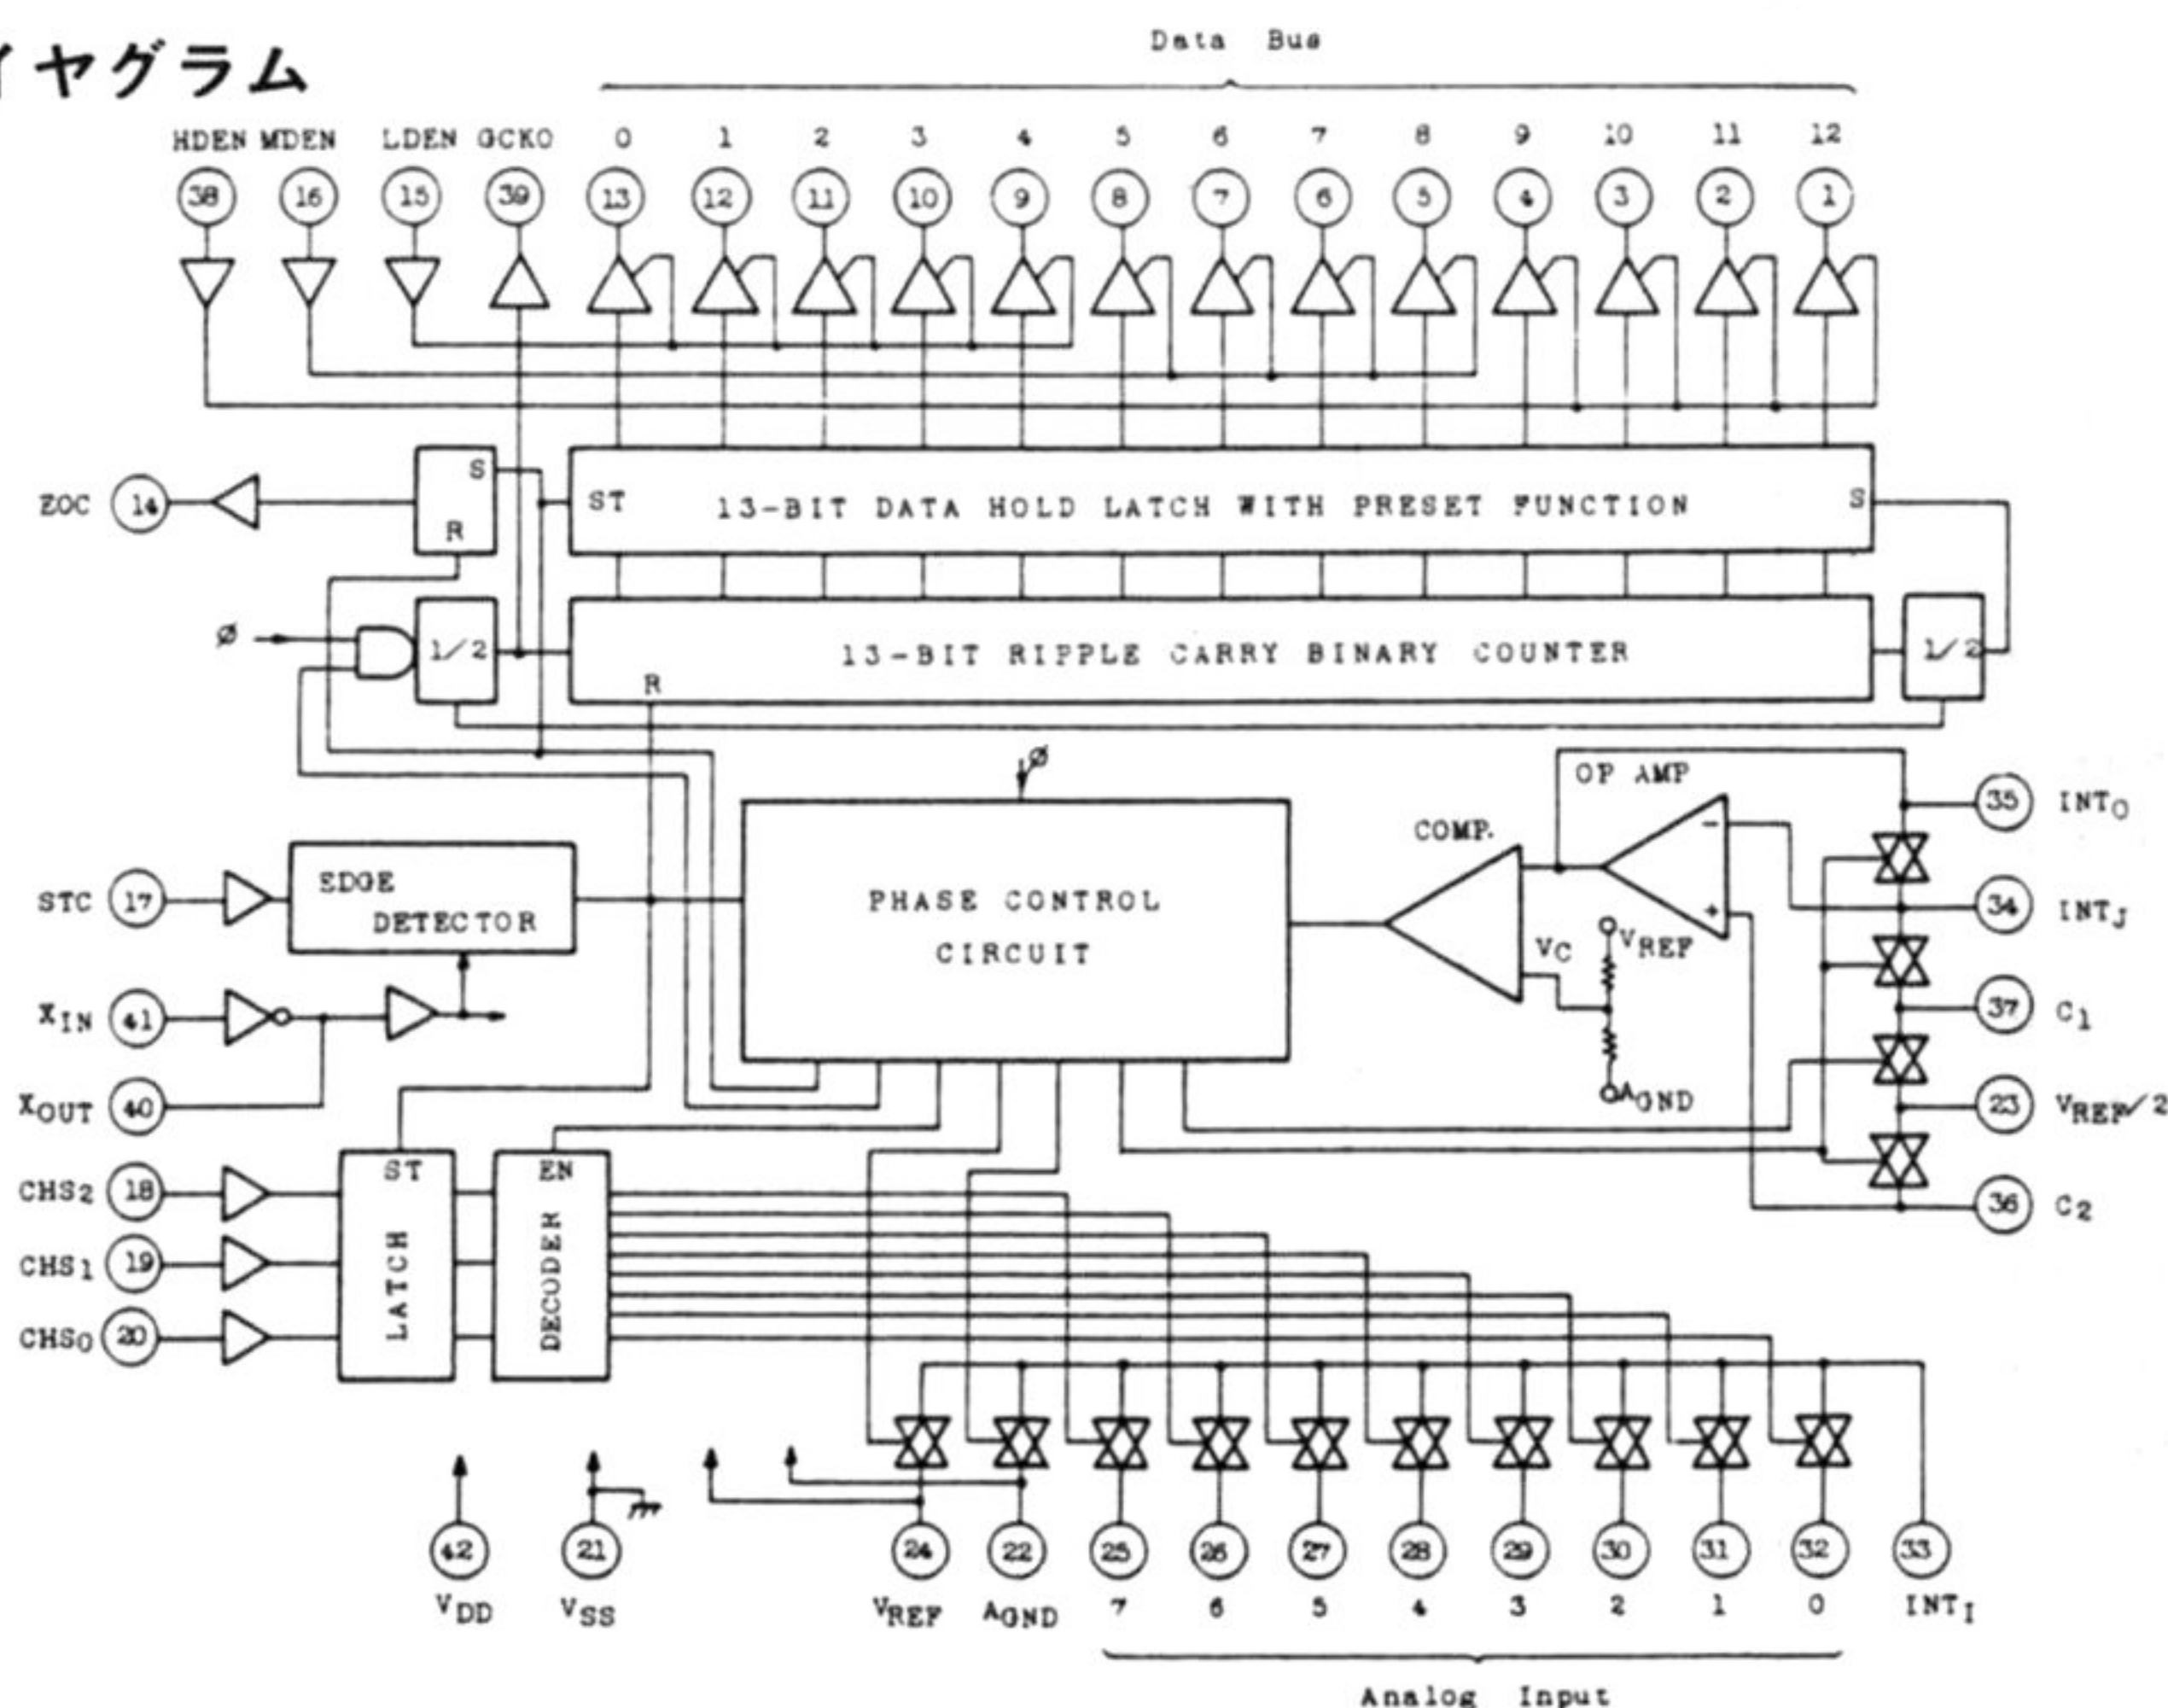 イヤグラム
Data Bus
HDEN MDEN LDEN GCKO 0 1 2 3 4 5 6 7 8 9 10 11 12
38 16 15 39 13 12 11 10 9 8 7 6 5 4 3 2 1
S
EOC 14
R
ST 13-BIT DATA HOLD LATCH WITH PRESET FUNCTION S
ø
1/2
13-BIT RIPPLE CARRY BINARY COUNTER
R
1/2
ø
OP AMP
35 INTO
COMP.
−
+
34 INTJ
STC 17
EDGE
DETECTOR
PHASE CONTROL
CIRCUIT
VC
VREF
AGND
37 C1
XIN 41
XOUT 40
23 VREF/2
36 C2
CHS2 18
CHS1 19
CHS0 20
ST
LATCH
EN
DECODER
42 21 24 22 25 26 27 28 29 30 31 32 33
VDD VSS VREF AGND 7 6 5 4 3 2 1 0 INTI
Analog Input